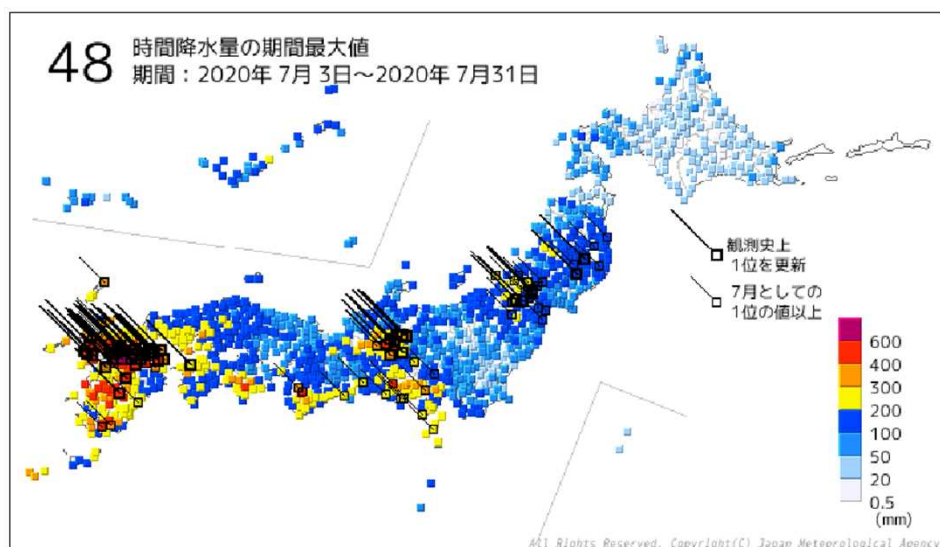 48 時間降水量の期間最大値
期間：2020年 7月 3日～2020年 7月31日
観測史上
1位を更新
7月としての
1位の値以上
600
400
300
200
100
50
20
0.5
(mm)
All Rights Reserved, Copyright(C) Japan Meteorological Agency